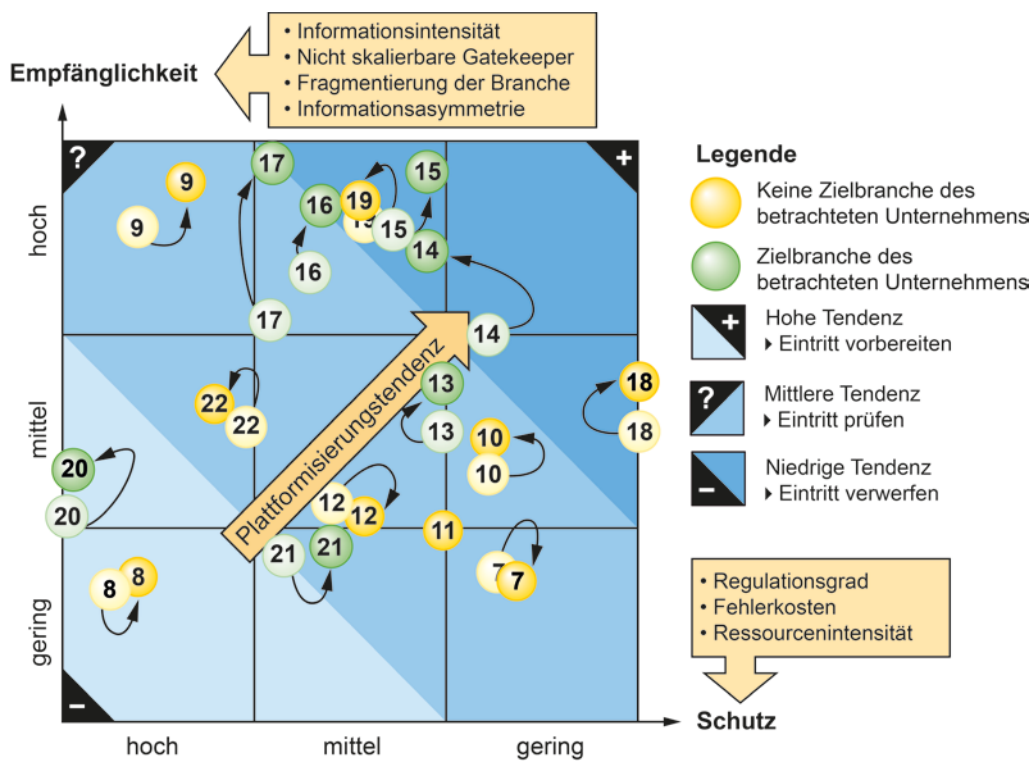 • Informationsintensität
• Nicht skalierbare Gatekeeper
• Fragmentierung der Branche
• Informationsasymmetrie
Empfänglichkeit
hoch
mittel
gering
?
+
−
9
9
17
17
16
16
19
19
15
15
14
14
22
22
13
13
18
18
10
10
20
20
12
12
11
21
21
8
8
7
7
Plattformisierungstendenz
hoch
mittel
gering
Schutz
Legende
Keine Zielbranche des
betrachteten Unternehmens
Zielbranche des
betrachteten Unternehmens
+
Hohe Tendenz
▸ Eintritt vorbereiten
?
Mittlere Tendenz
▸ Eintritt prüfen
−
Niedrige Tendenz
▸ Eintritt verwerfen
• Regulationsgrad
• Fehlerkosten
• Ressourcenintensität